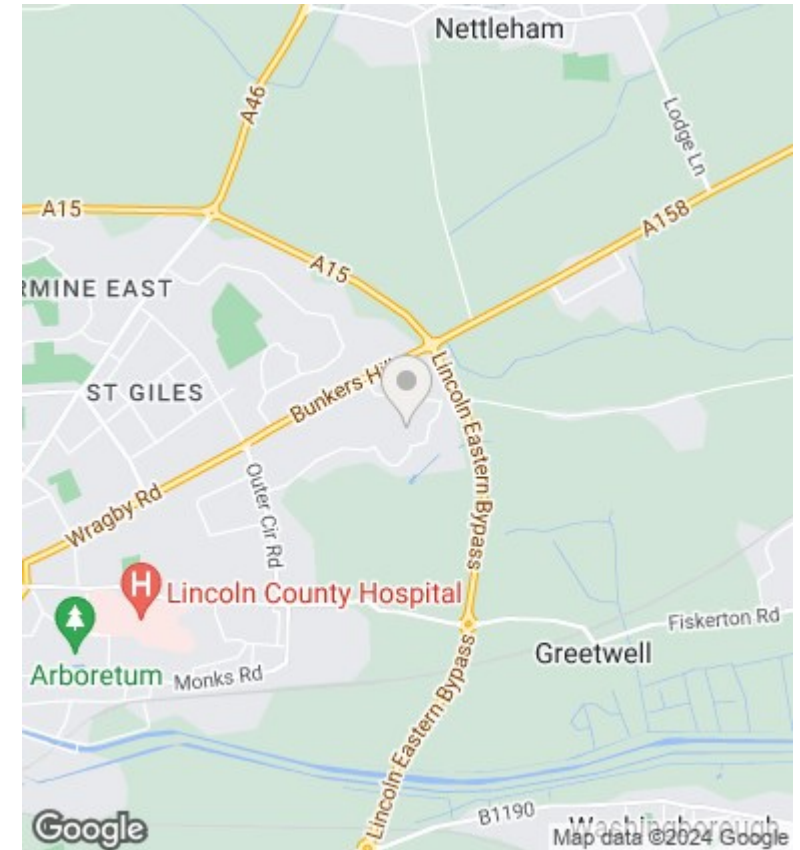 Nettleham
A46
Lodge Ln
A15
A158
A15
RMINE EAST
ST GILES
Bunkers Hill
Lincoln Eastern Bypass
Outer Cir Rd
Wragby Rd
H
Lincoln County Hospital
Fiskerton Rd
Greetwell
Arboretum
Monks Rd
Lincoln Eastern Bypass
B1190
Washingborough
Google
Map data ©2024 Google